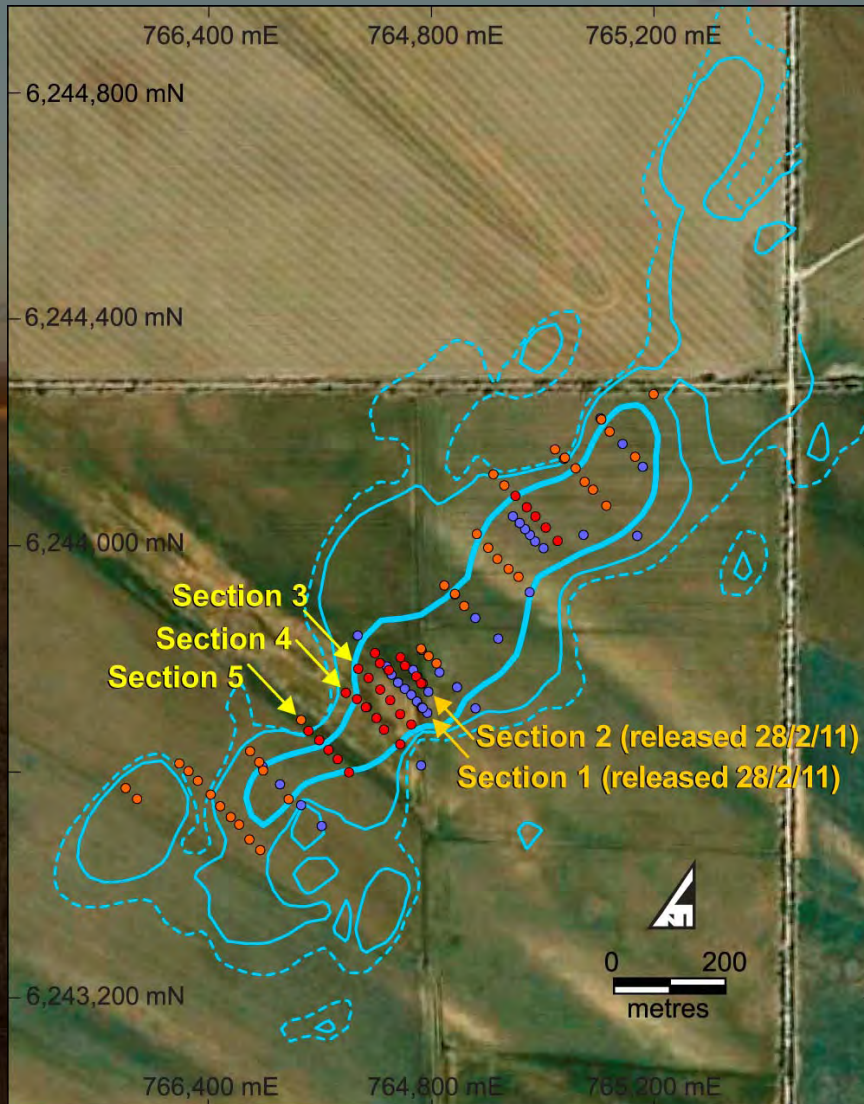 766,400 mE 764,800 mE 765,200 mE
6,244,800 mN
6,244,400 mN
6,244,000 mN
Section 3
Section 4
Section 5
Section 2 (released 28/2/11)
Section 1 (released 28/2/11)
0 200
metres
6,243,200 mN
766,400 mE 764,800 mE 765,200 mE